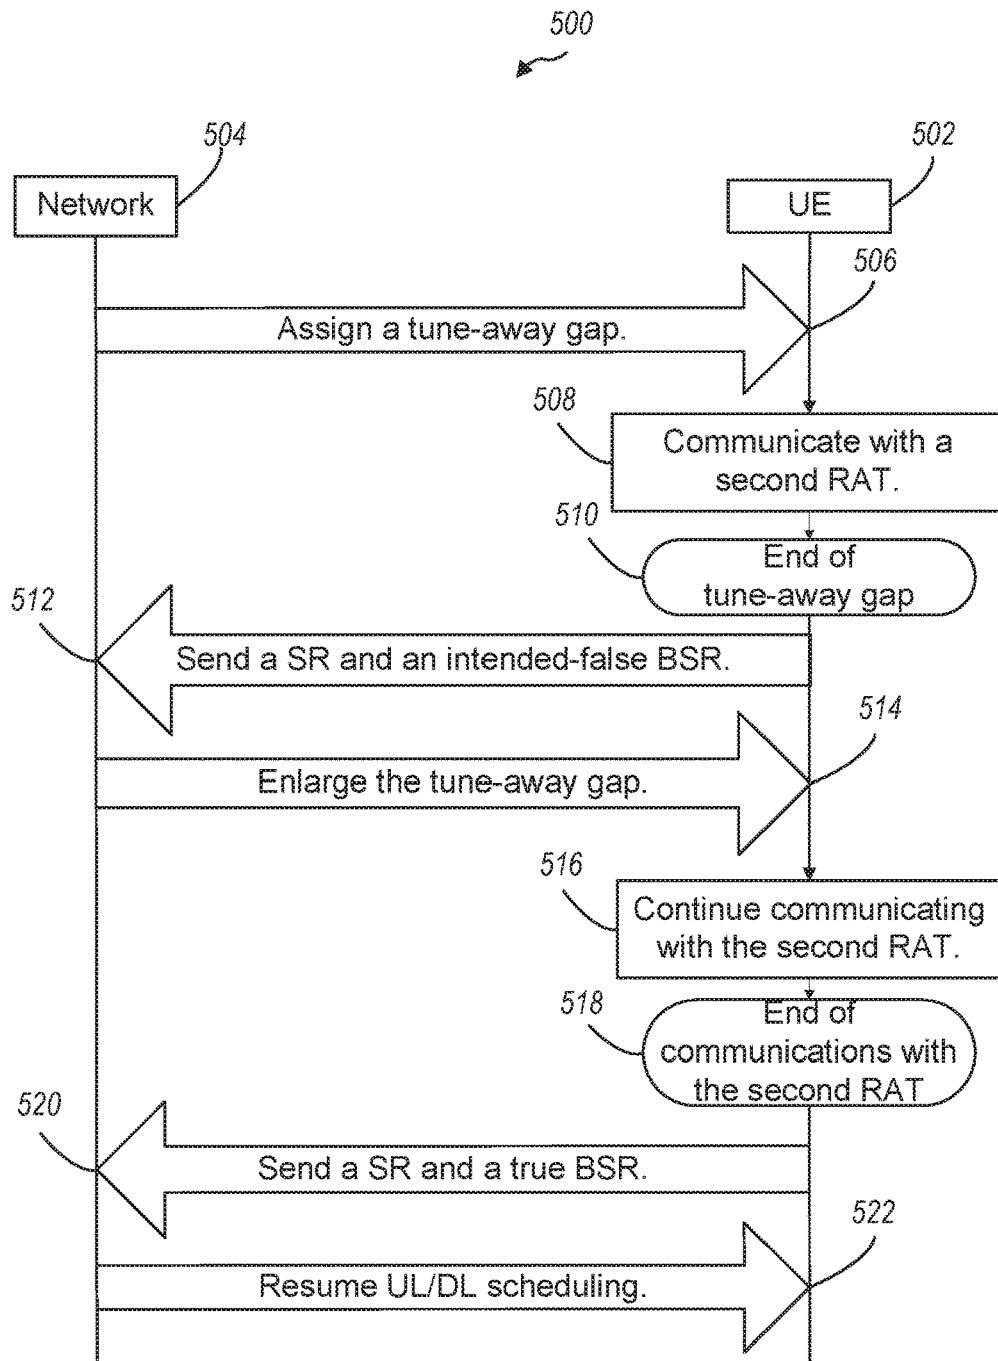 500
504
502
Network
UE
506
Assign a tune-away gap.
508
Communicate with a
second RAT.
510
End of
tune-away gap
512
Send a SR and an intended-false BSR.
514
Enlarge the tune-away gap.
516
Continue communicating
with the second RAT.
518
End of
communications with
the second RAT
520
Send a SR and a true BSR.
522
Resume UL/DL scheduling.